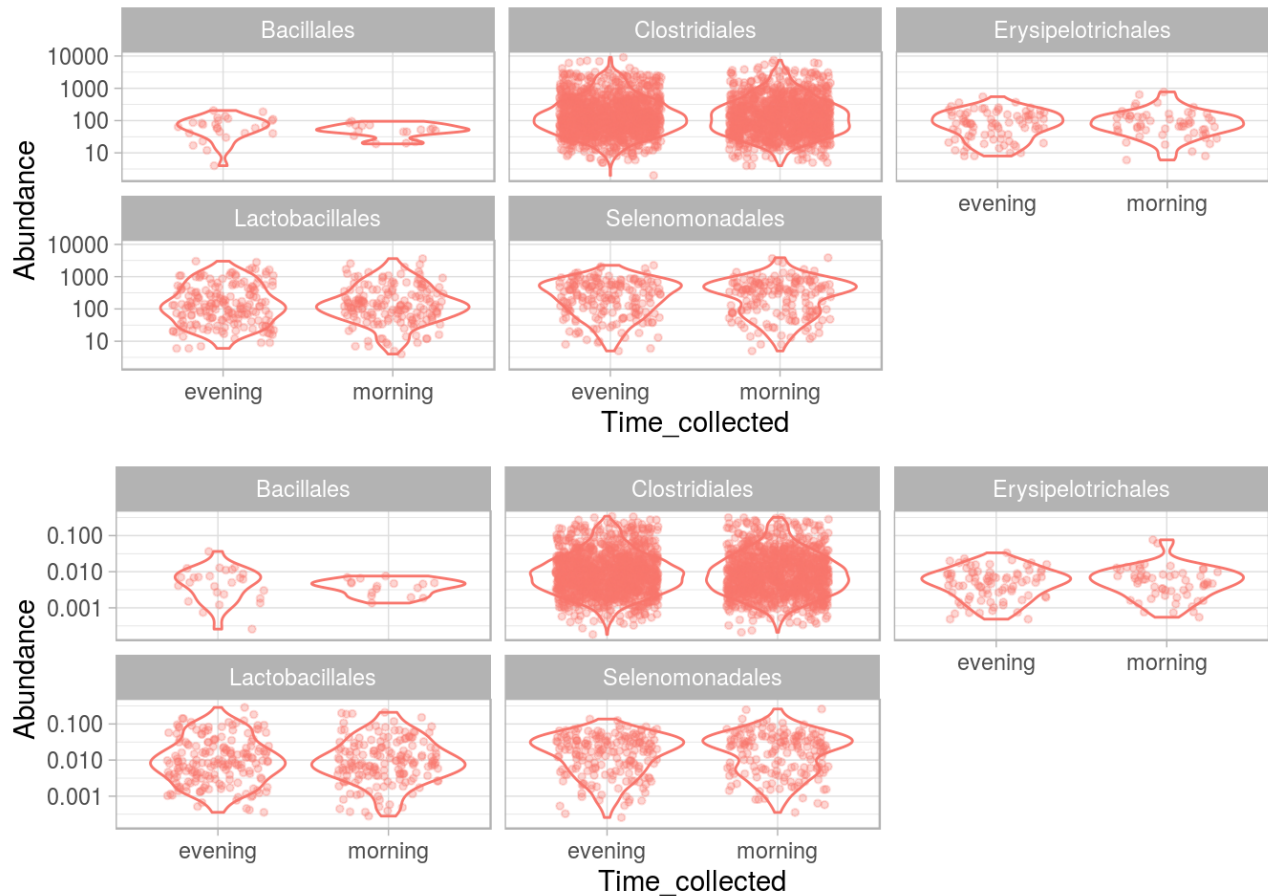 Bacillales Clostridiales Erysipelotrichales
10000
1000
100
10
evening morning
Lactobacillales Selenomonadales
10000
1000
100
10
evening morning evening morning
Abundance
Time_collected
Bacillales Clostridiales Erysipelotrichales
0.100
0.010
0.001
evening morning
Lactobacillales Selenomonadales
0.100
0.010
0.001
evening morning evening morning
Abundance
Time_collected